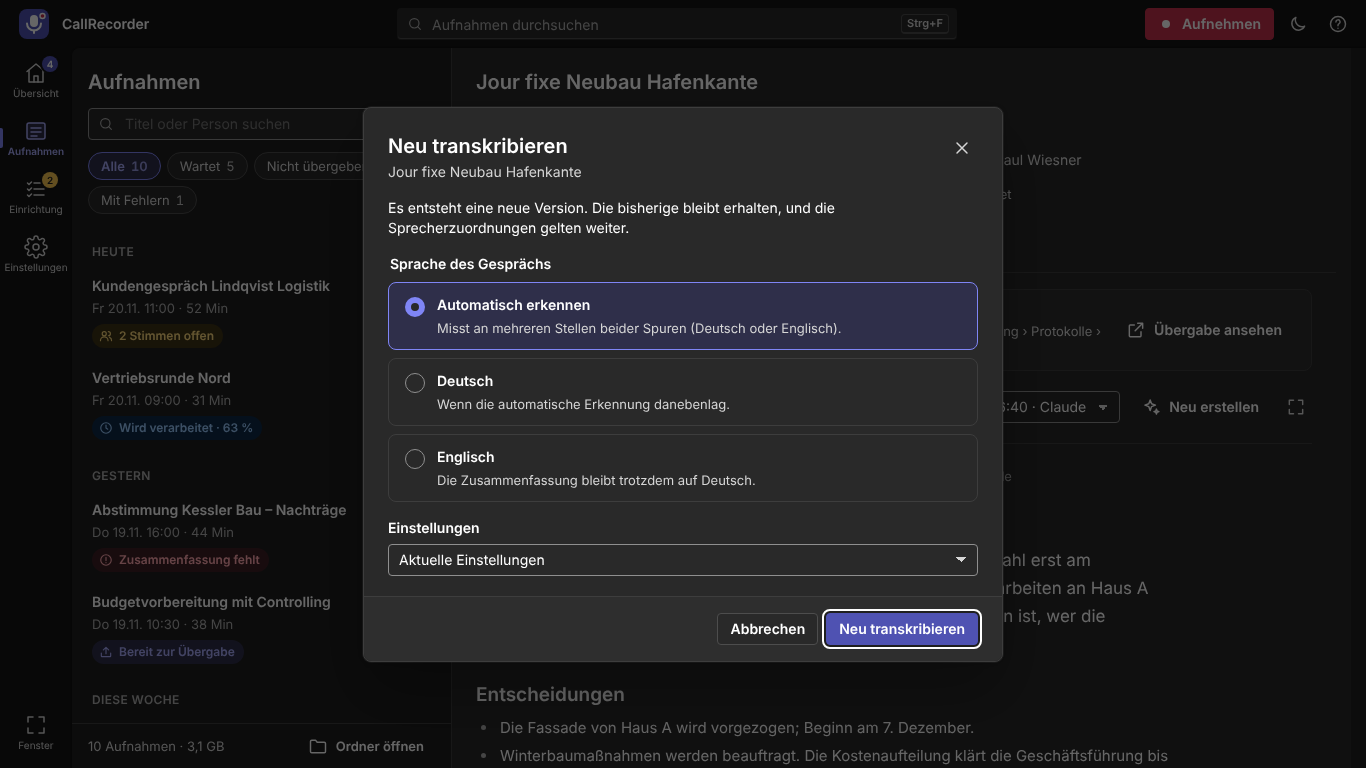 CallRecorder
Aufnahmen durchsuchen
Strg+F
Aufnehmen
4
Übersicht
Aufnahmen
2
Einrichtung
Einstellungen
Fenster
Aufnahmen
Titel oder Person suchen
Alle 10
Wartet 5
Nicht übergeben
Mit Fehlern 1
HEUTE
Kundengespräch Lindqvist Logistik
Fr 20.11. 11:00 · 52 Min
2 Stimmen offen
Vertriebsrunde Nord
Fr 20.11. 09:00 · 31 Min
Wird verarbeitet · 63 %
GESTERN
Abstimmung Kessler Bau – Nachträge
Do 19.11. 16:00 · 44 Min
Zusammenfassung fehlt
Budgetvorbereitung mit Controlling
Do 19.11. 10:30 · 38 Min
Bereit zur Übergabe
DIESE WOCHE
10 Aufnahmen · 3,1 GB
Ordner öffnen
Jour fixe Neubau Hafenkante
Wiesner
› Protokolle ›
Übergabe ansehen
:40 · Claude
Neu erstellen
erst am
an Haus A
ist, wer die
Entscheidungen
• Die Fassade von Haus A wird vorgezogen; Beginn am 7. Dezember.
• Winterbaumaßnahmen werden beauftragt. Die Kostenaufteilung klärt die Geschäftsführung bis
Neu transkribieren
Jour fixe Neubau Hafenkante
Es entsteht eine neue Version. Die bisherige bleibt erhalten, und die
Sprecherzuordnungen gelten weiter.
Sprache des Gesprächs
Automatisch erkennen
Misst an mehreren Stellen beider Spuren (Deutsch oder Englisch).
Deutsch
Wenn die automatische Erkennung danebenlag.
Englisch
Die Zusammenfassung bleibt trotzdem auf Deutsch.
Einstellungen
Aktuelle Einstellungen
Abbrechen
Neu transkribieren